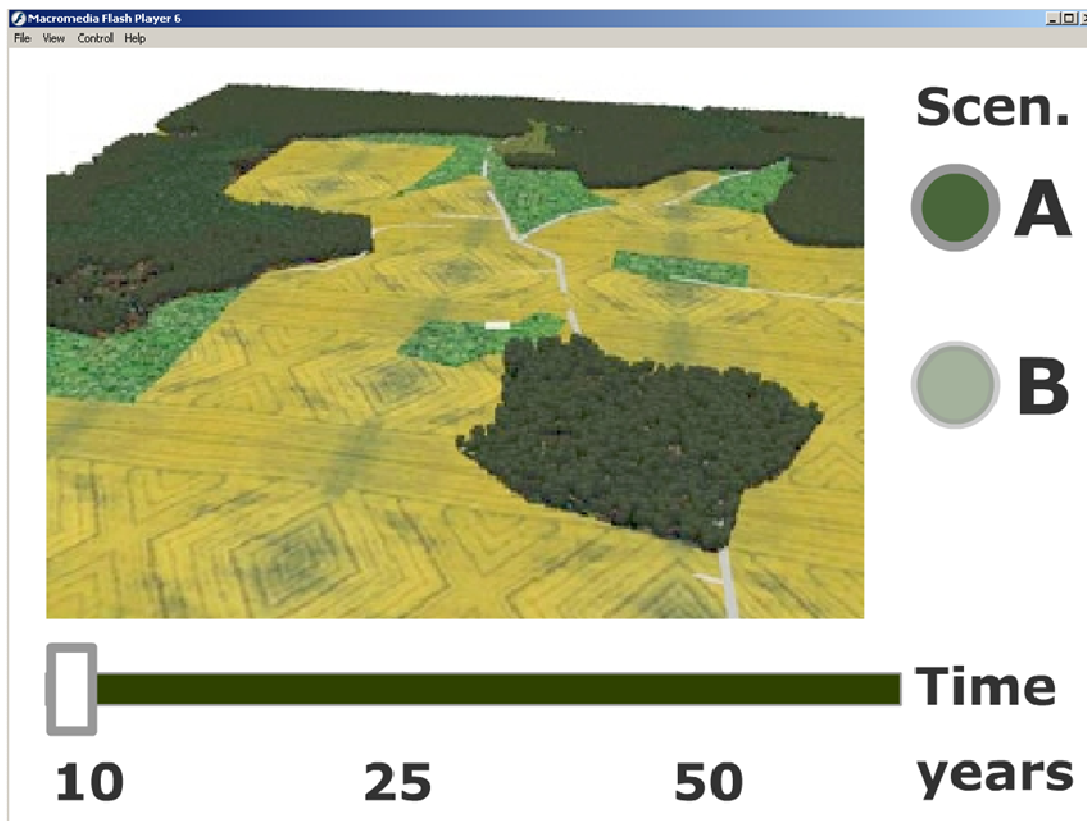 Macromedia Flash Player 6
File View Control Help
Scen.
A
B
Time
10 25 50 years